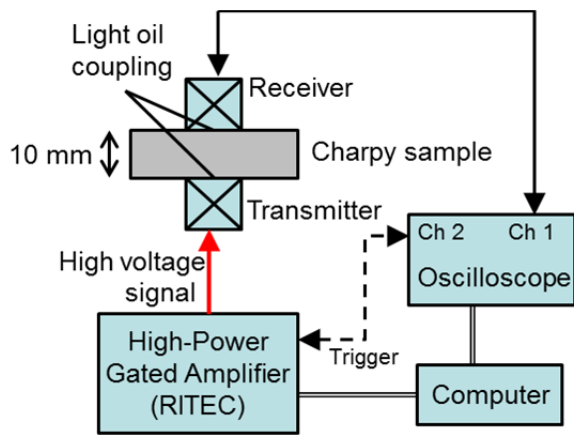 Light oil
coupling
Receiver
10 mm
Charpy sample
Transmitter
High voltage
signal
Ch 2 Ch 1
Oscilloscope
High-Power
Gated Amplifier
(RITEC)
Trigger
Computer